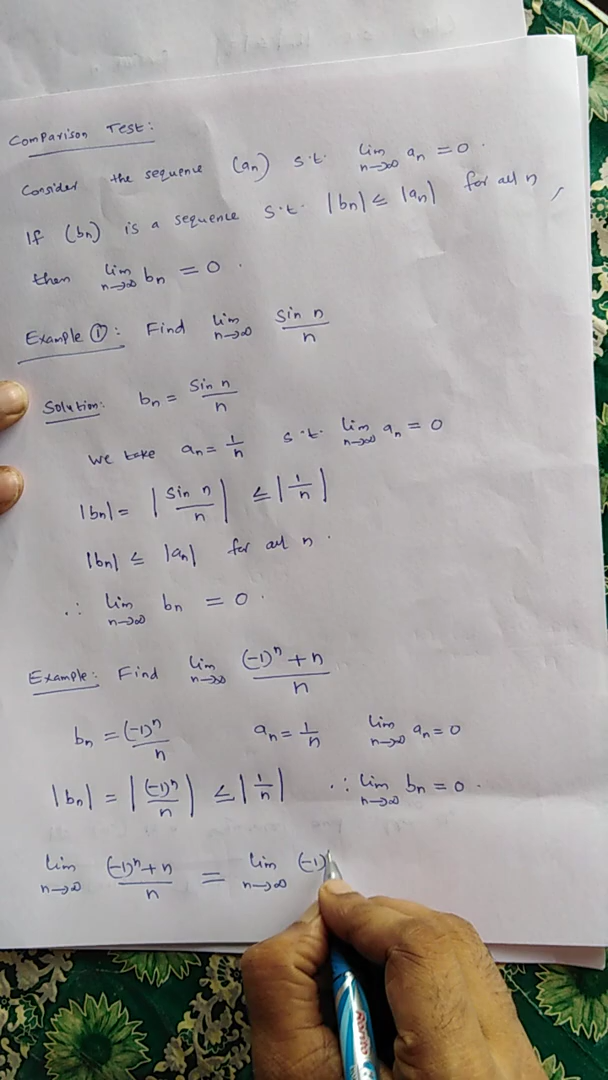 Comparison Test:
Consider the sequence (an) s.t. lim n→∞ an = 0.
If (bn) is a sequence s.t. |bn| ≤ |an| for all n,
then lim n→∞ bn = 0.
Example ①: Find lim n→∞ Sin n / n
Solution: bn = Sin n / n
We take an = 1/n s.t. lim n→∞ an = 0
|bn| = |Sin n / n| ≤ |1/n|
|bn| ≤ |an| for all n.
∴ lim n→∞ bn = 0.
Example: Find lim n→∞ (-1)ⁿ + n / n
bn = (-1)ⁿ / n an = 1/n lim n→∞ an = 0
|bn| = |(-1)ⁿ / n| ≤ |1/n| ∴ lim n→∞ bn = 0.
lim n→∞ (-1)ⁿ + n / n = lim n→∞ (-1)